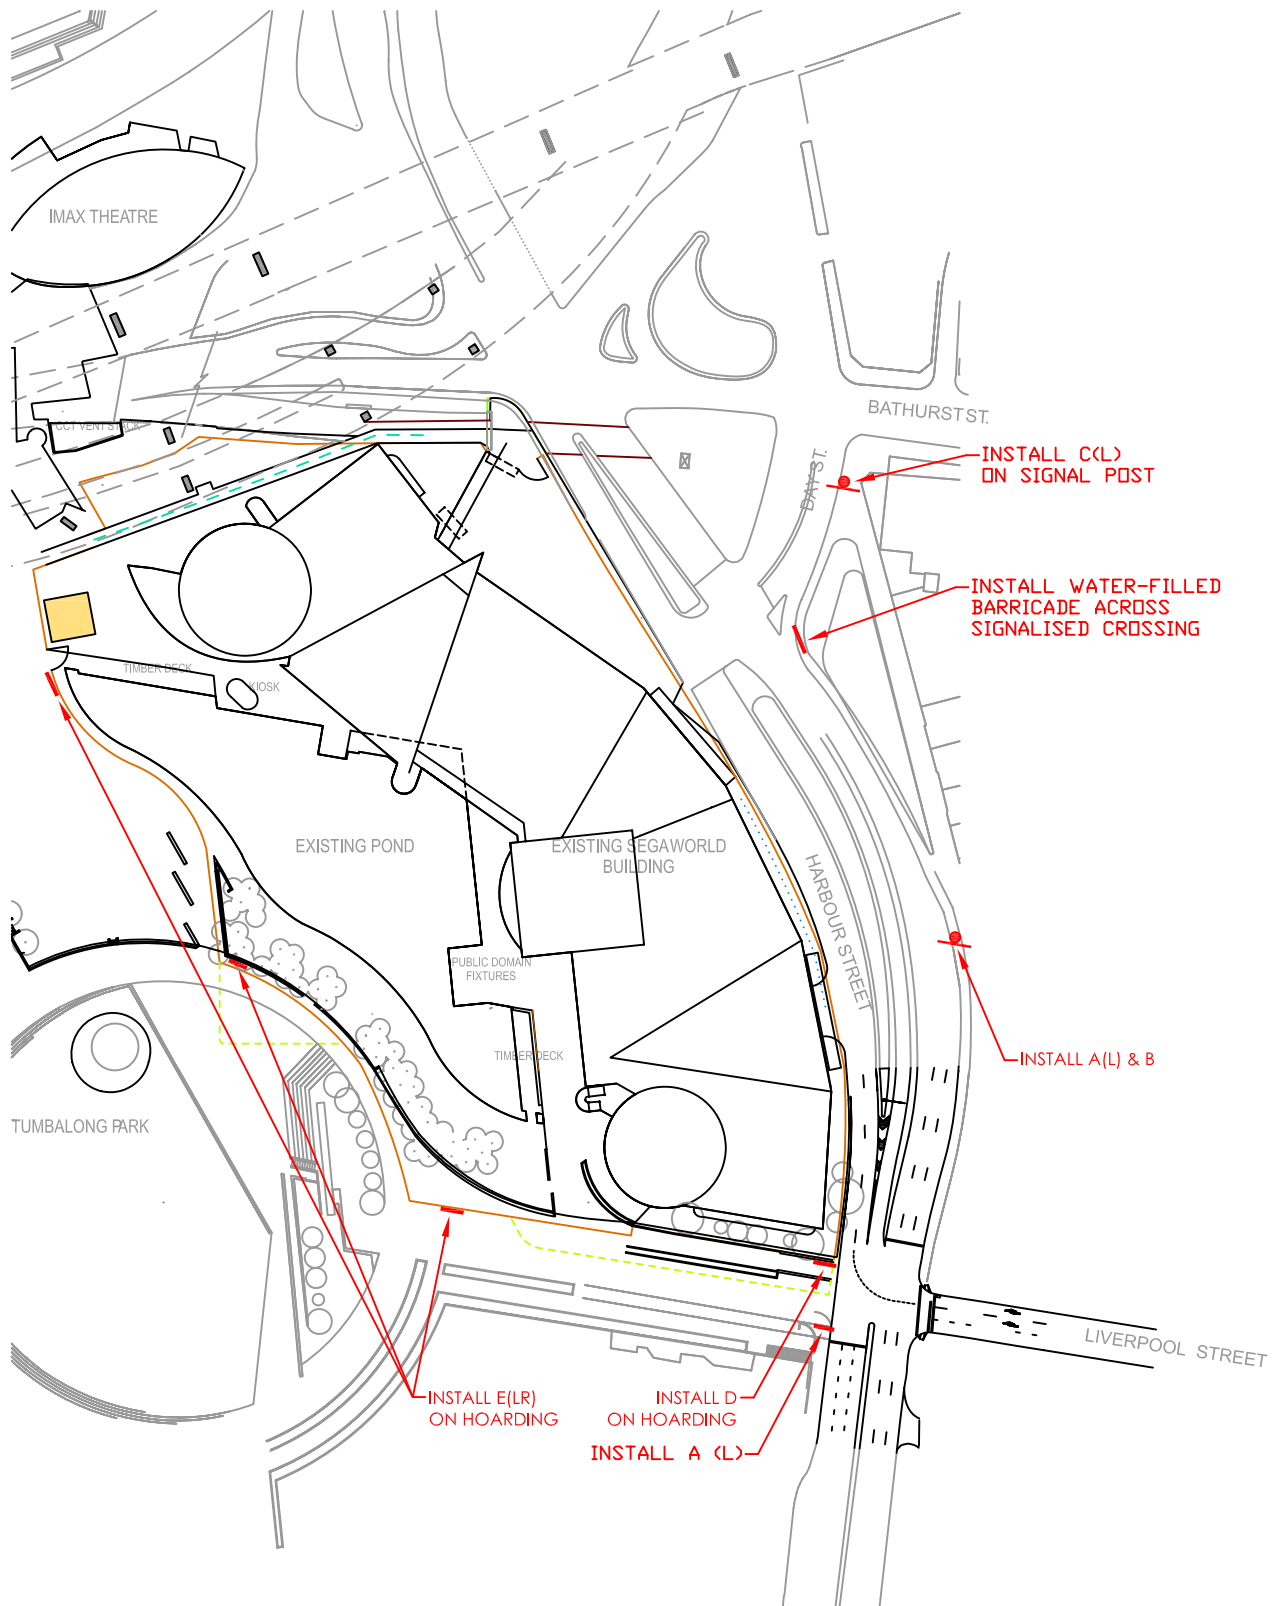 IMAX THEATRE
BATHURST ST.
CCT VENT STACK
DAY ST.
INSTALL C(L)
ON SIGNAL POST
INSTALL WATER-FILLED
BARRICADE ACROSS
SIGNALISED CROSSING
TIMBER DECK
KIOSK
EXISTING POND
EXISTING SEGAWORLD
BUILDING
HARBOUR STREET
PUBLIC DOMAIN
FIXTURES
TIMBER DECK
INSTALL A(L) & B
TUMBALONG PARK
LIVERPOOL STREET
INSTALL E(LR)
ON HOARDING
INSTALL D
ON HOARDING
INSTALL A (L)